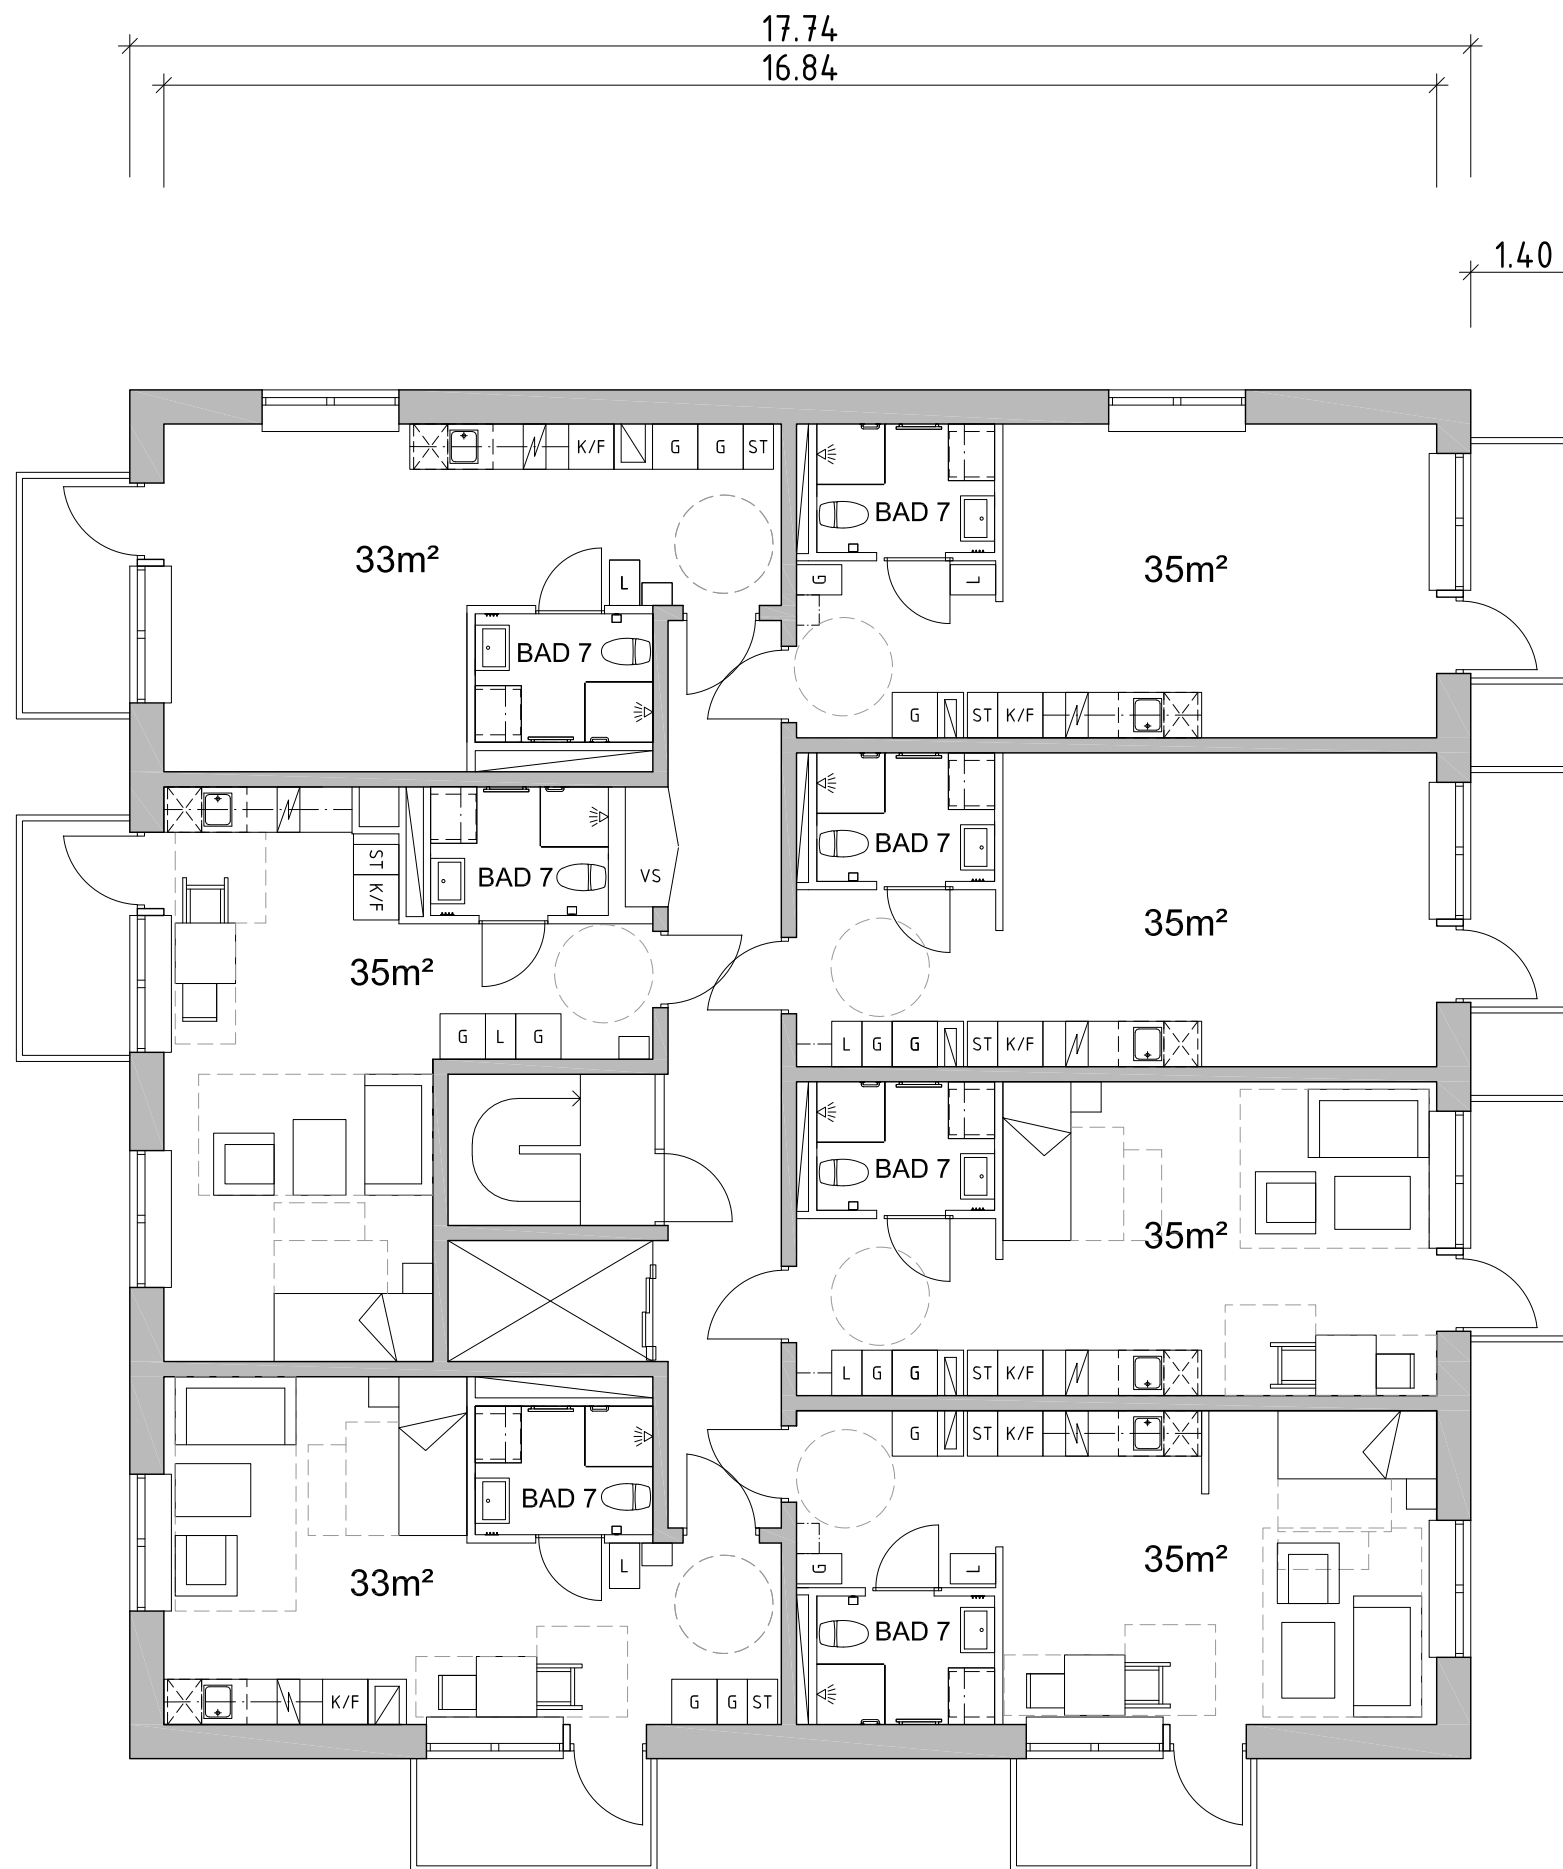 17.74
16.84
1.40
K/F G G ST
33m²
BAD 7
35m²
G L
L
BAD 7
G ST K/F
ST
K/F
BAD 7
VS
35m²
G L G
BAD 7
35m²
L G G ST K/F
BAD 7
35m²
L G G ST K/F
BAD 7
L
33m²
K/F
G G ST
G ST K/F
35m²
G L
BAD 7